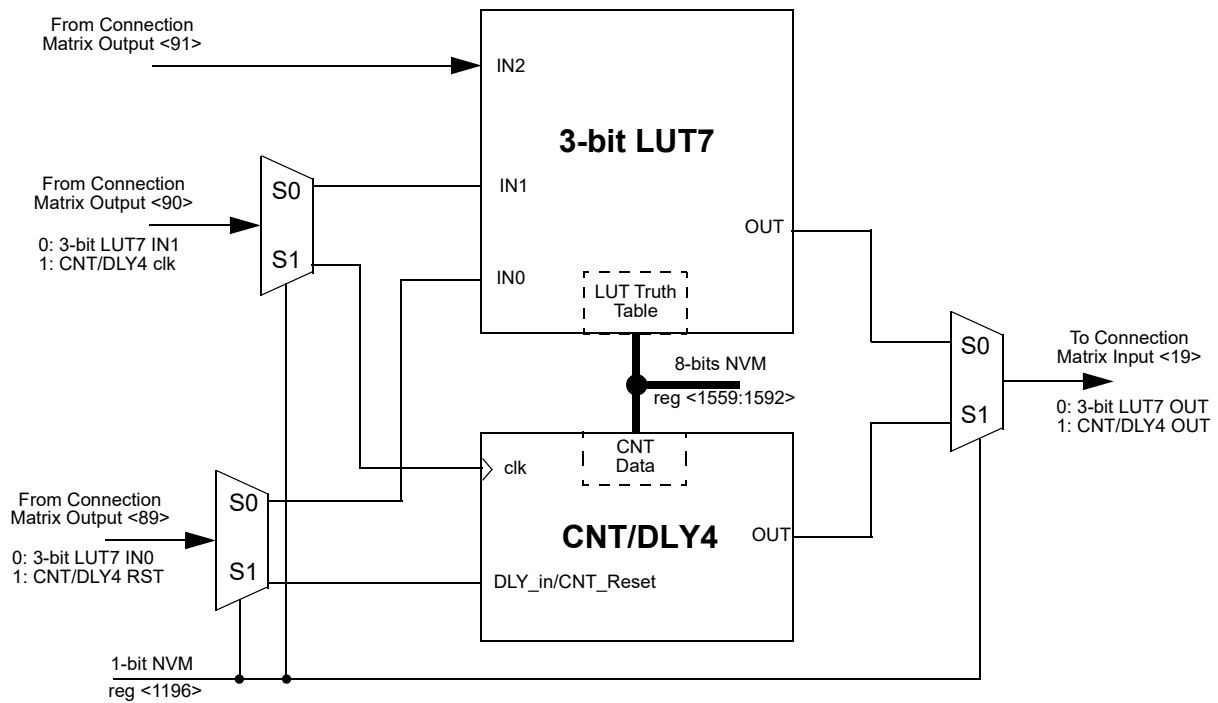 From Connection
Matrix Output <91>
IN2
3-bit LUT7
From Connection
Matrix Output <90>
S0
IN1
0: 3-bit LUT7 IN1
1: CNT/DLY4 clk
S1
OUT
IN0
LUT Truth
Table
S0
To Connection
Matrix Input <19>
8-bits NVM
reg <1559:1592>
S1
0: 3-bit LUT7 OUT
1: CNT/DLY4 OUT
CNT
Data
clk
From Connection
Matrix Output <89>
S0
CNT/DLY4
OUT
0: 3-bit LUT7 IN0
1: CNT/DLY4 RST
S1
DLY_in/CNT_Reset
1-bit NVM
reg <1196>